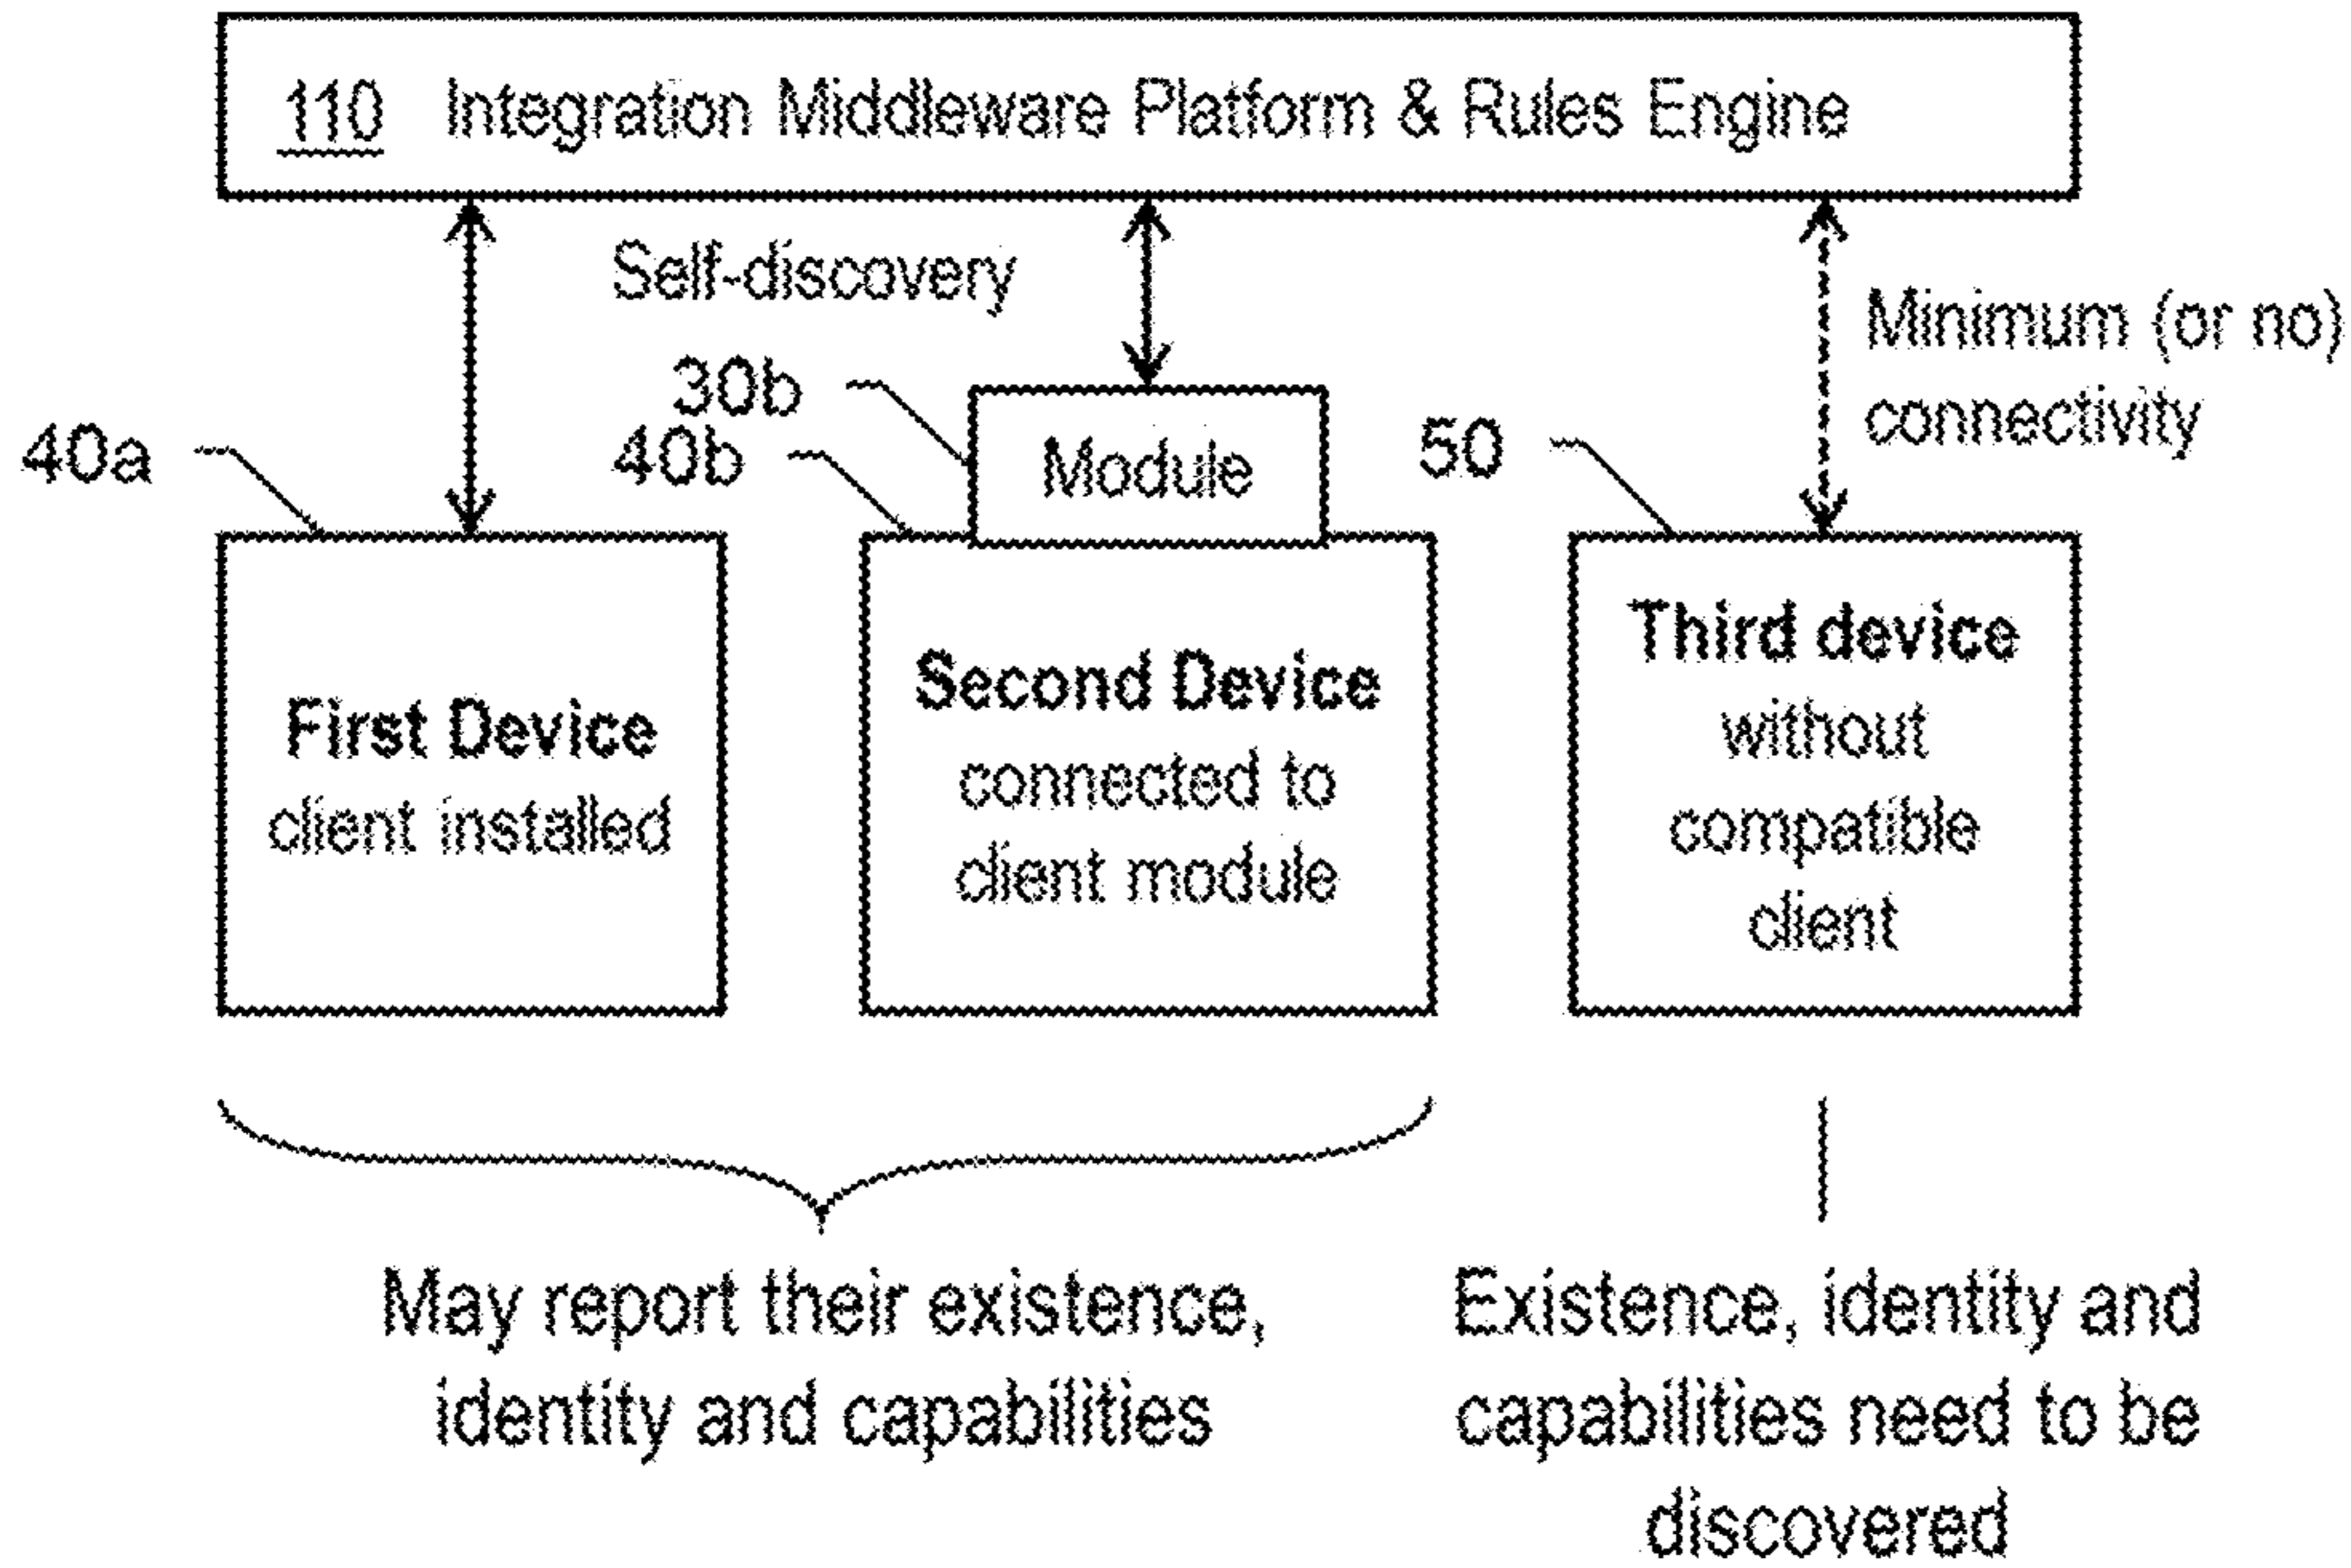 110 Integration Middleware Platform & Rules Engine
Self-discovery
Minimum (or no)
connectivity
30b
40a
40b
50
Module
First Device
client installed
Second Device
connected to
client module
Third device
without
compatible
client
May report their existence,
identity and capabilities
Existence, identity and
capabilities need to be
discovered